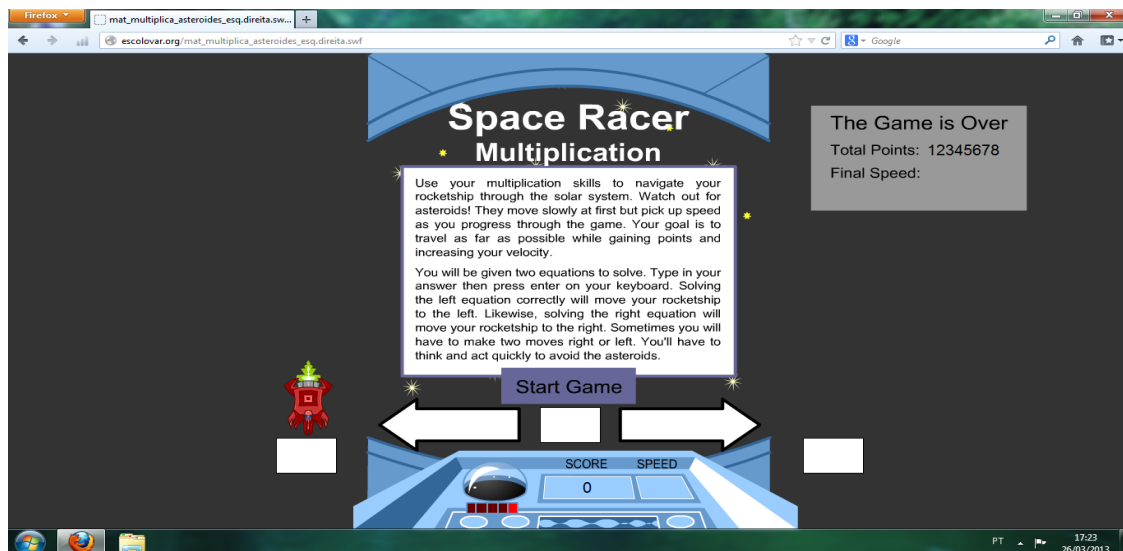 Firefox
mat_multiplica_asteroides_esq.direita.sw...
escolovar.org/mat_multiplica_asteroides_esq.direita.swf
Google
Space Racer
Multiplication
The Game is Over
Total Points: 12345678
Final Speed:
Use your multiplication skills to navigate your
rocketship through the solar system. Watch out for
asteroids! They move slowly at first but pick up speed
as you progress through the game. Your goal is to
travel as far as possible while gaining points and
increasing your velocity.
You will be given two equations to solve. Type in your
answer then press enter on your keyboard. Solving
the left equation correctly will move your rocketship
to the left. Likewise, solving the right equation will
move your rocketship to the right. Sometimes you will
have to make two moves right or left. You'll have to
think and act quickly to avoid the asteroids.
Start Game
SCORE SPEED
0
PT
17:23
26/03/2013